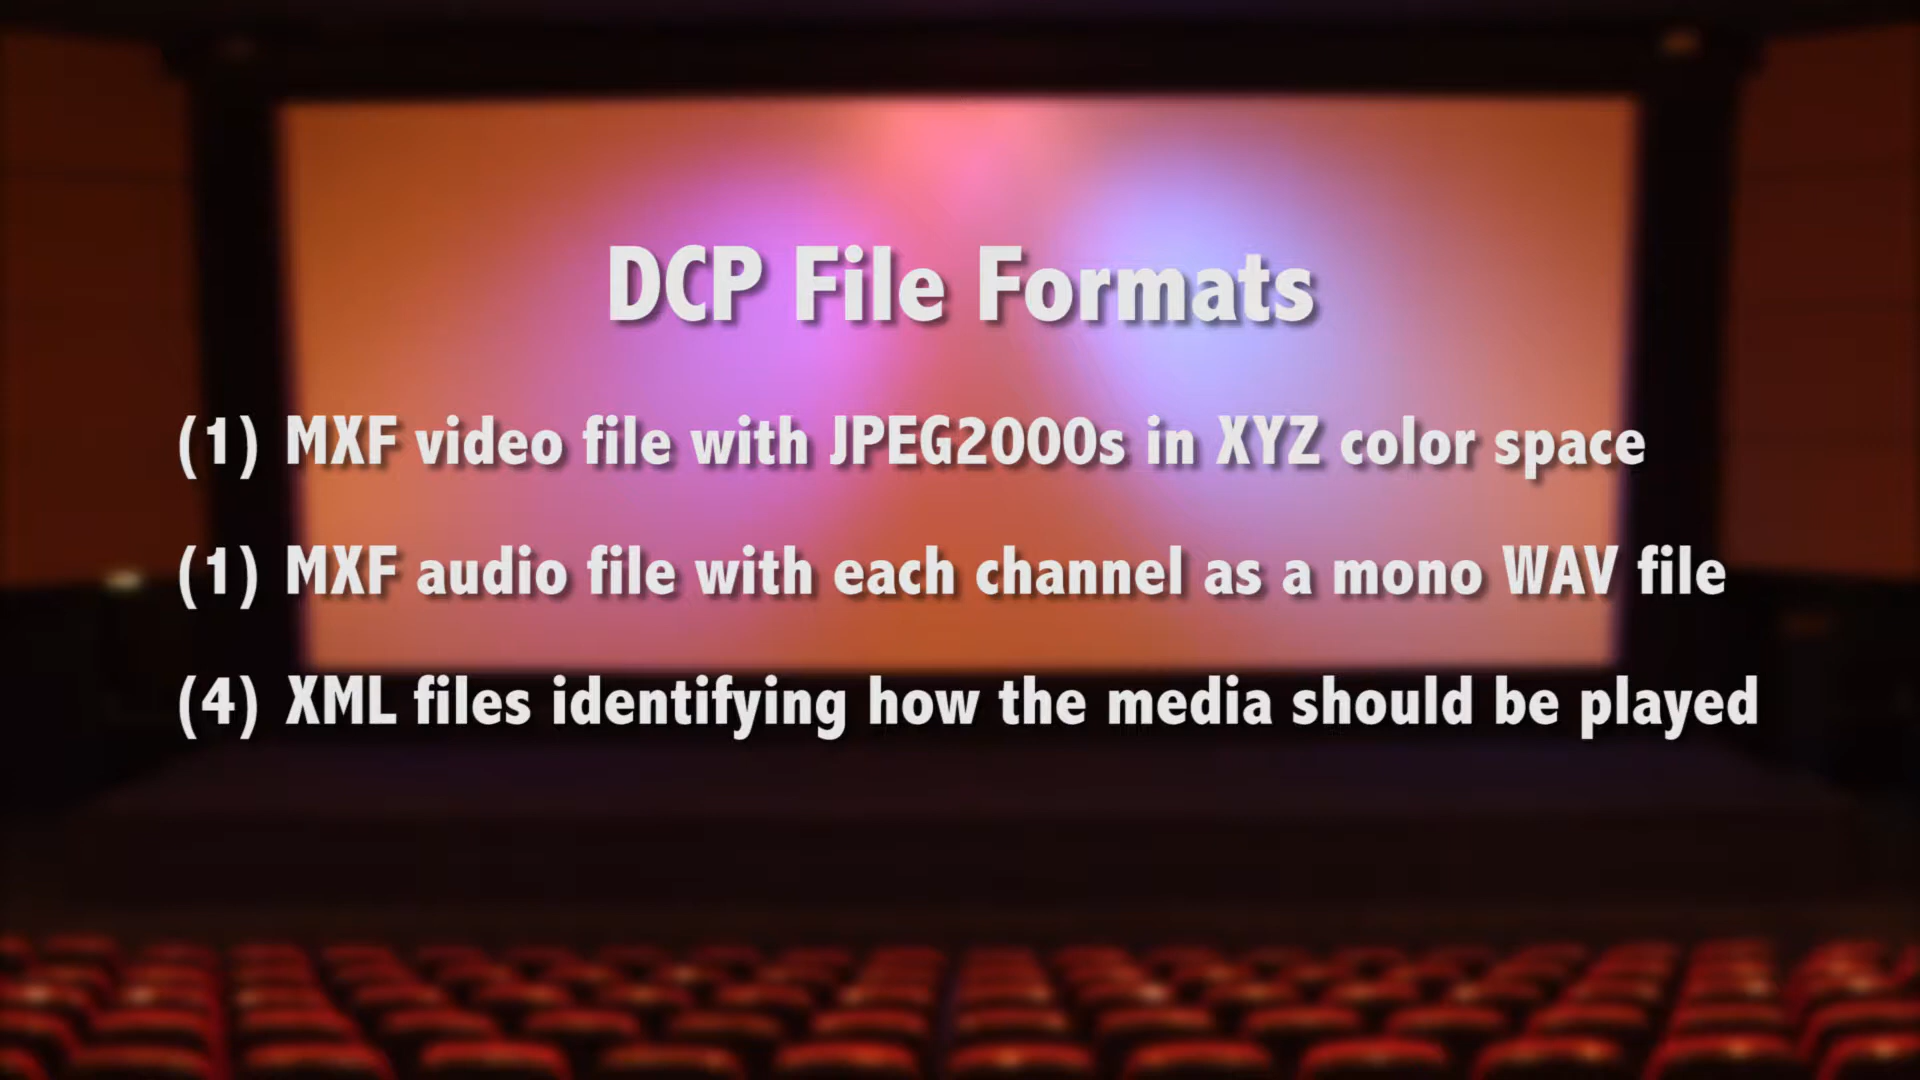 DCP File Formats
(1) MXF video file with JPEG2000s in XYZ color space
(1) MXF audio file with each channel as a mono WAV file
(4) XML files identifying how the media should be played